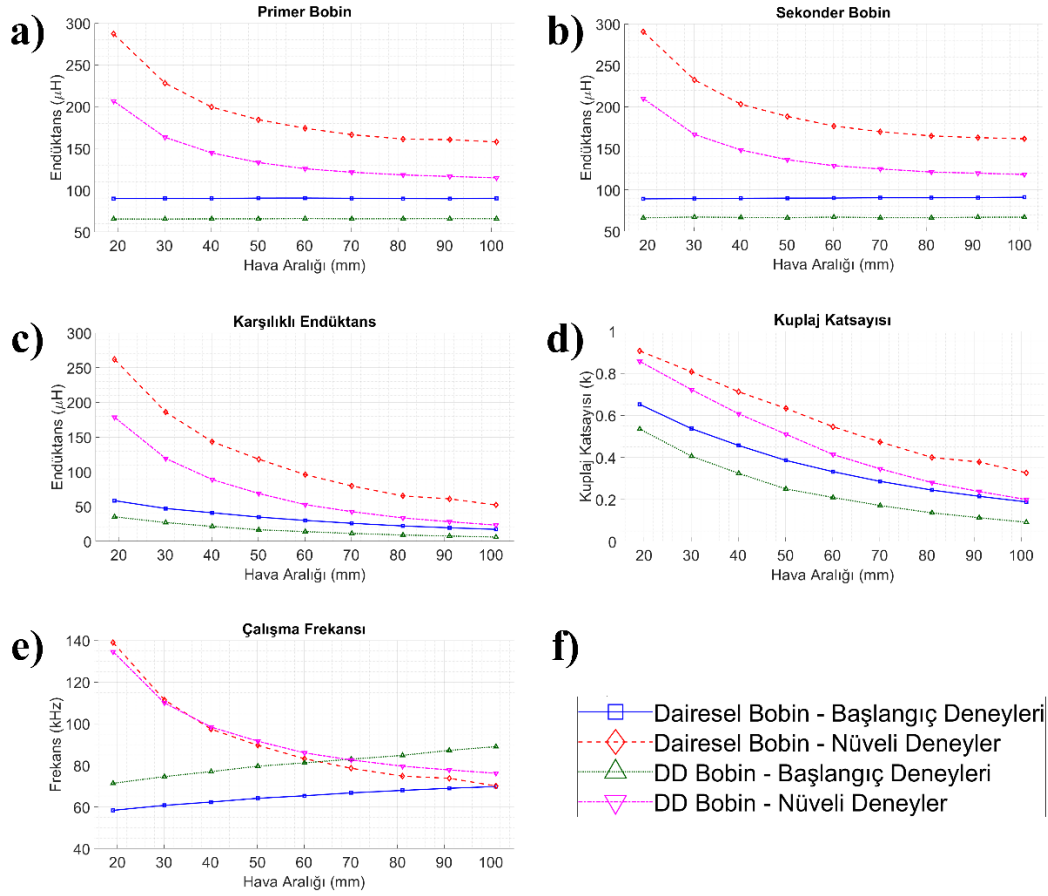 a)
Primer Bobin
300
250
200
150
100
50
Endüktans (μH)
20 30 40 50 60 70 80 90 100
Hava Aralığı (mm)
b)
Sekonder Bobin
300
250
200
150
100
50
Endüktans (μH)
20 30 40 50 60 70 80 90 100
Hava Aralığı (mm)
c)
Karşılıklı Endüktans
300
250
200
150
100
50
0
Endüktans (μH)
20 30 40 50 60 70 80 90 100
Hava Aralığı (mm)
d)
Kuplaj Katsayısı
1
0.8
0.6
0.4
0.2
0
Kuplaj Katsayısı (k)
20 30 40 50 60 70 80 90 100
Hava Aralığı (mm)
e)
Çalışma Frekansı
140
120
100
80
60
40
Frekans (kHz)
20 30 40 50 60 70 80 90 100
Hava Aralığı (mm)
f)
Dairesel Bobin - Başlangıç Deneyleri
Dairesel Bobin - Nüveli Deneyler
DD Bobin - Başlangıç Deneyleri
DD Bobin - Nüveli Deneyler